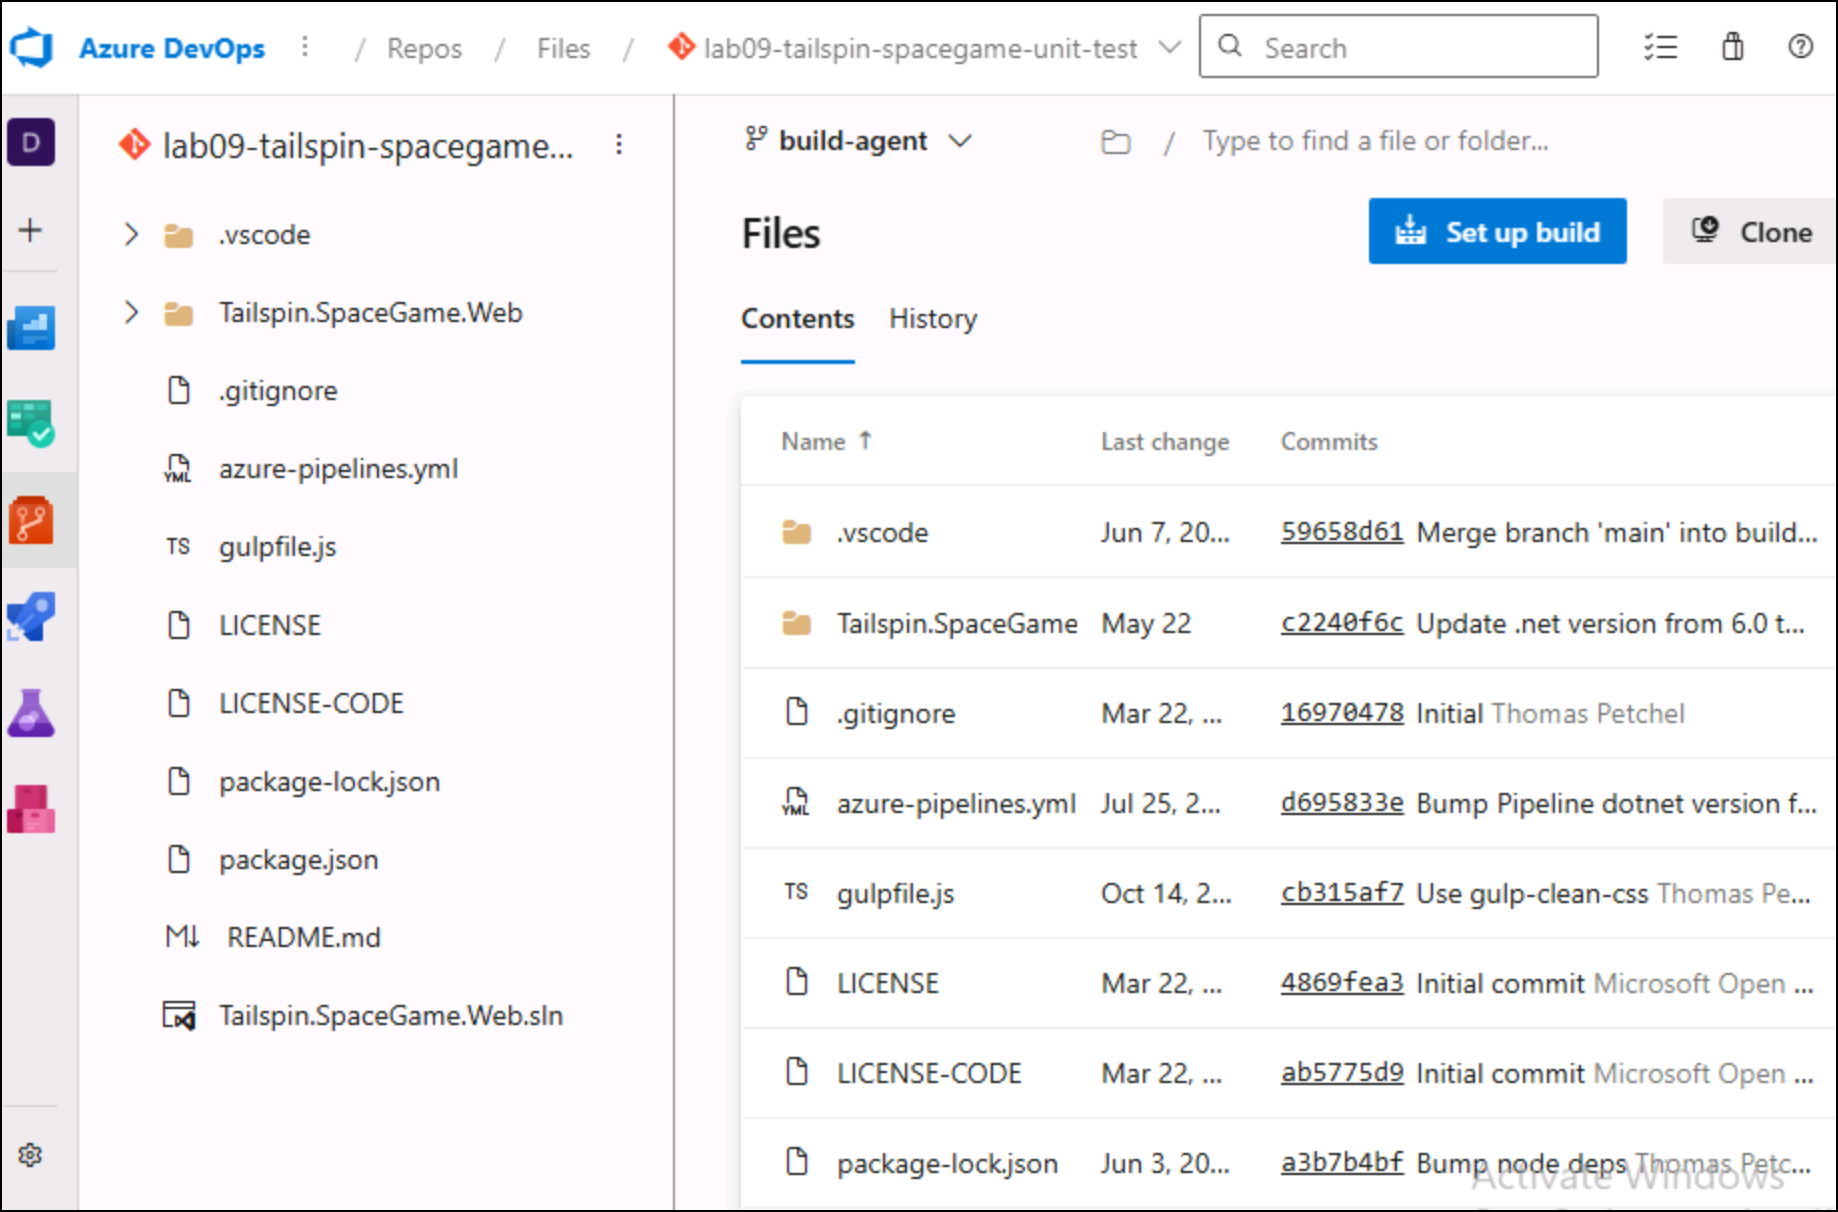 Azure DevOps / Repos / Files / lab09-tailspin-spacegame-unit-test Search
D
lab09-tailspin-spacegame...
.vscode
Tailspin.SpaceGame.Web
.gitignore
YML azure-pipelines.yml
TS gulpfile.js
LICENSE
LICENSE-CODE
package-lock.json
package.json
M↓ README.md
Tailspin.SpaceGame.Web.sln
build-agent / Type to find a file or folder...
Files
Set up build
Clone
Contents History
Name ↑ Last change Commits
.vscode Jun 7, 20... 59658d61 Merge branch 'main' into build...
Tailspin.SpaceGame May 22 c2240f6c Update .net version from 6.0 t...
.gitignore Mar 22, ... 16970478 Initial Thomas Petchel
YML azure-pipelines.yml Jul 25, 2... d695833e Bump Pipeline dotnet version f...
TS gulpfile.js Oct 14, 2... cb315af7 Use gulp-clean-css Thomas Pe...
LICENSE Mar 22, ... 4869fea3 Initial commit Microsoft Open ...
LICENSE-CODE Mar 22, ... ab5775d9 Initial commit Microsoft Open ...
package-lock.json Jun 3, 20... a3b7b4bf Bump node deps Thomas Petc...
Activate Windows